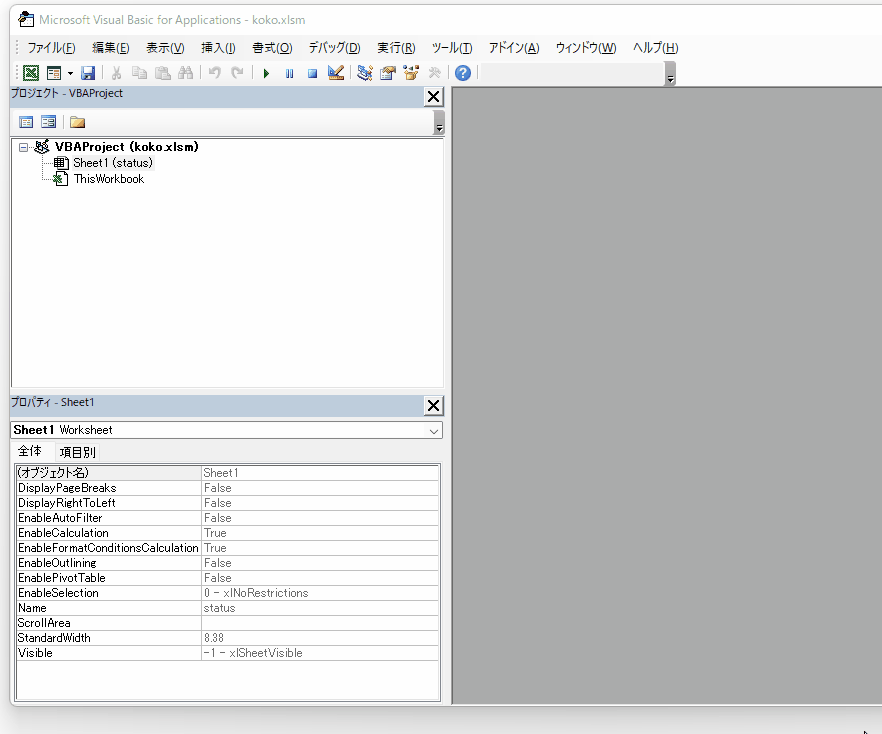 Microsoft Visual Basic for Applications - koko.xlsm
ファイル(F) 編集(E) 表示(V) 挿入(I) 書式(O) デバッグ(D) 実行(R) ツール(T) アドイン(A) ウィンドウ(W) ヘルプ(H)
プロジェクト - VBAProject
VBAProject (koko.xlsm)
Sheet1 (status)
ThisWorkbook
プロパティ - Sheet1
Sheet1 Worksheet
全体 項目別
(オブジェクト名) Sheet1
DisplayPageBreaks False
DisplayRightToLeft False
EnableAutoFilter False
EnableCalculation True
EnableFormatConditionsCalculation True
EnableOutlining False
EnablePivotTable False
EnableSelection 0 - xlNoRestrictions
Name status
ScrollArea
StandardWidth 8.38
Visible -1 - xlSheetVisible